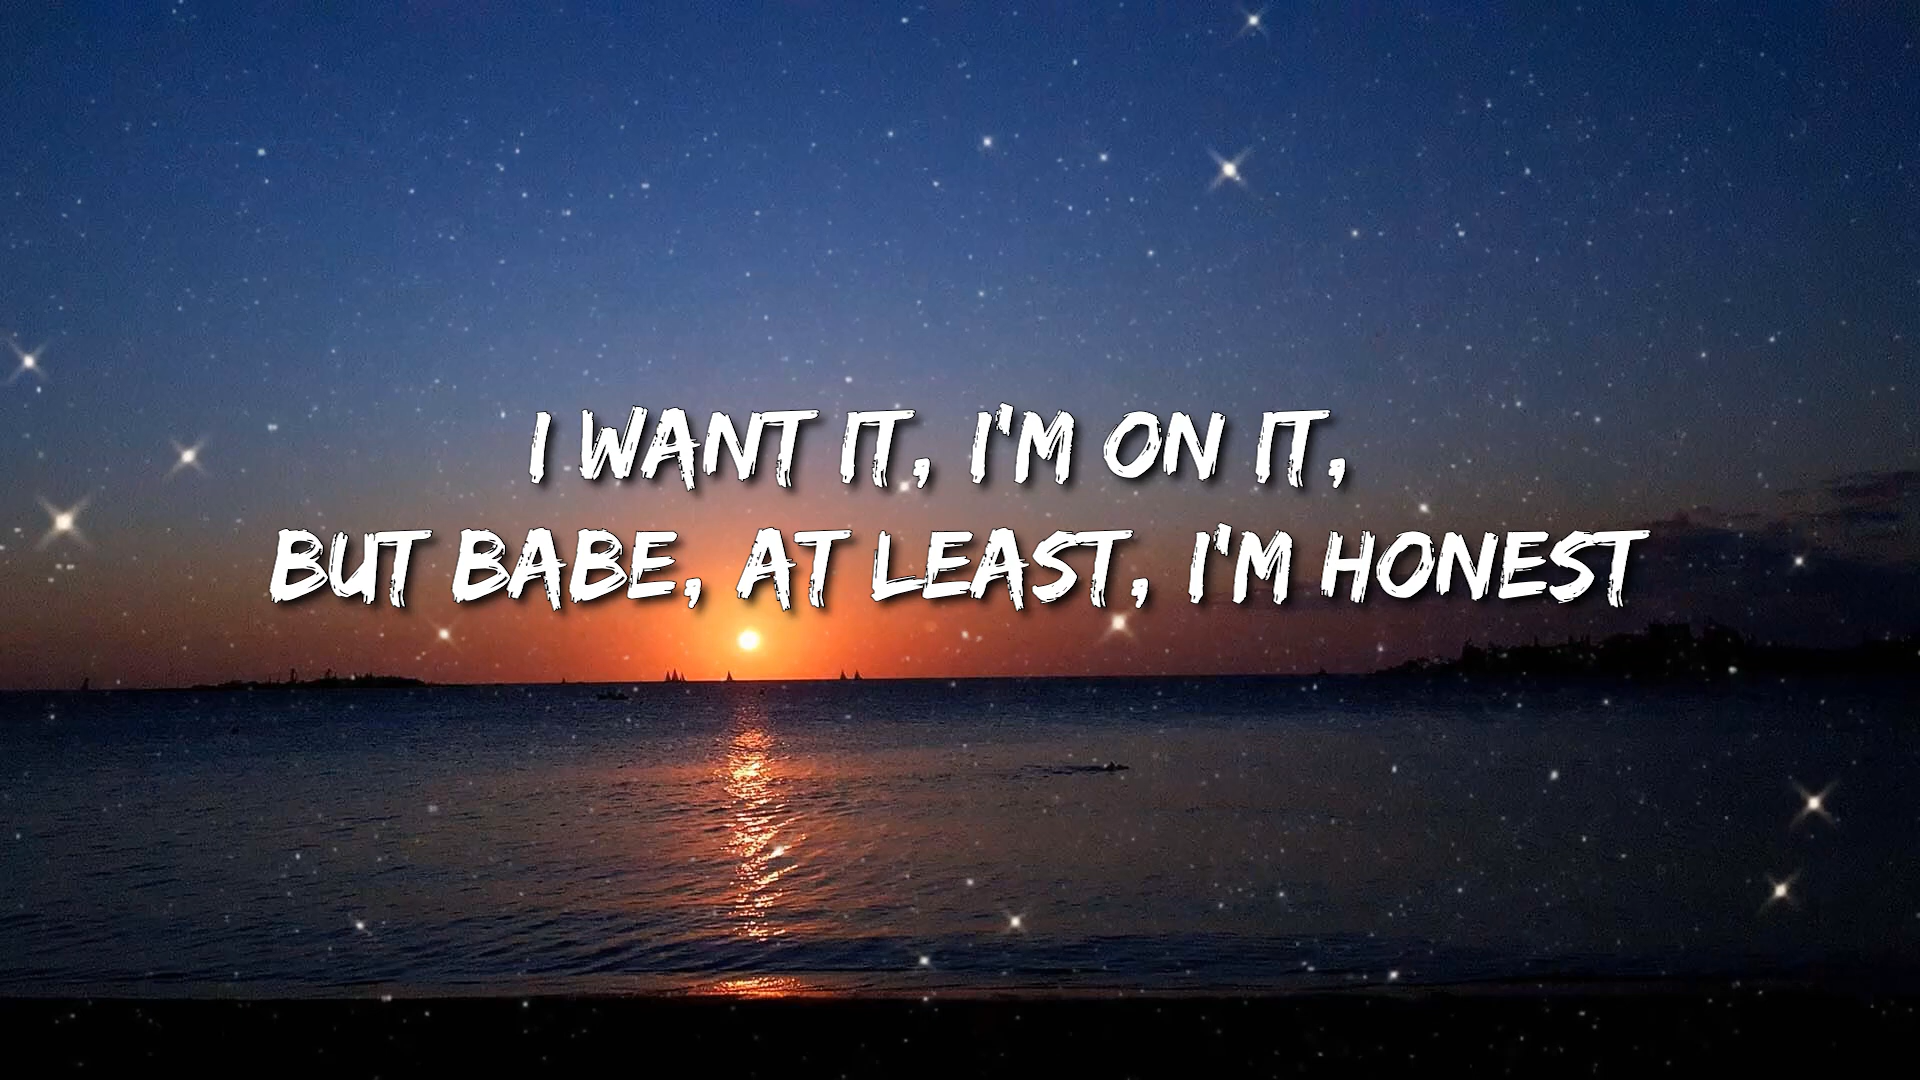 I WANT IT, I'M ON IT,
BUT BABE, AT LEAST, I'M HONEST